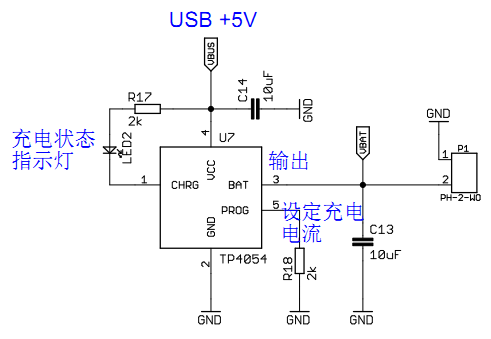 USB +5V
VBUS
C14
10uF
GND
R17
2k
充电状态
指示灯
LED2
4
U7
VCC
1
CHRG
BAT
3
输出
PROG
5
设定充电
电流
GND
2
TP4054
GND
R18
2k
GND
VBAT
C13
10uF
GND
GND
1
2
P1
PH-2-WO